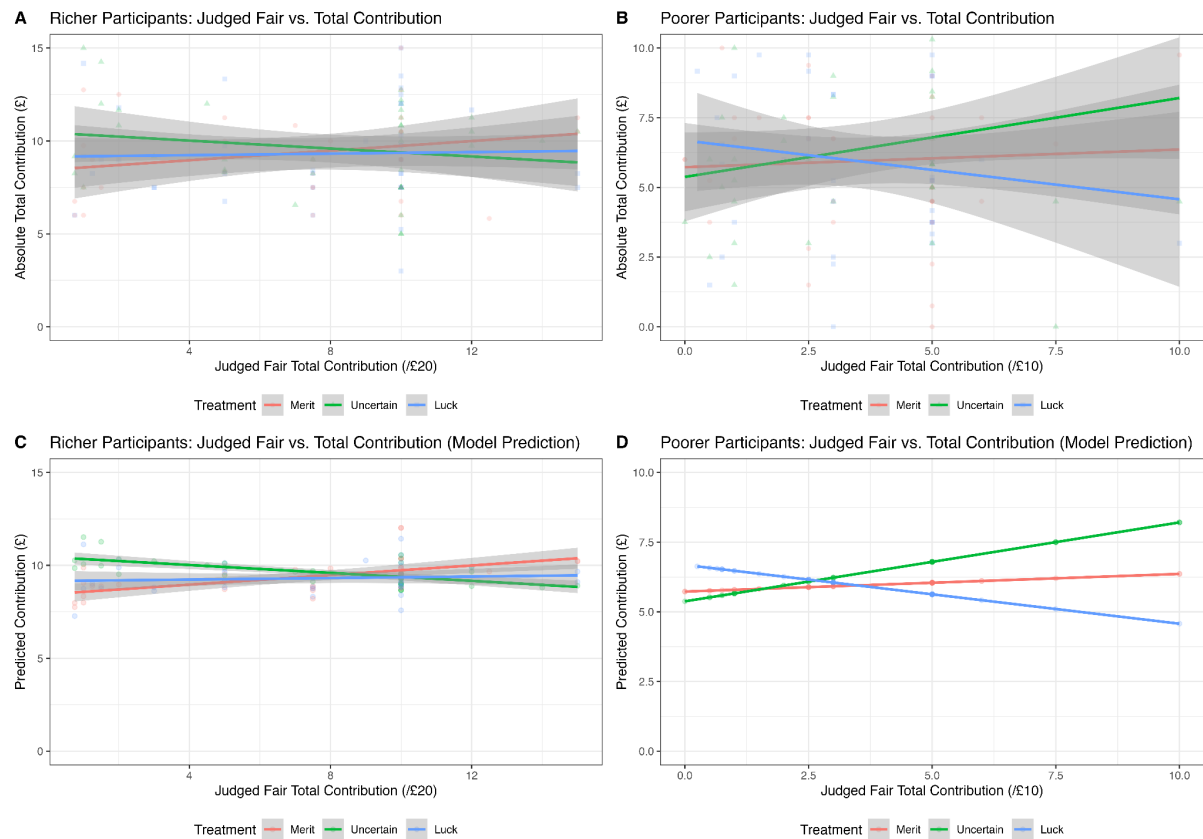 A Richer Participants: Judged Fair vs. Total Contribution
15
10
5
0
Absolute Total Contribution (£)
4 8 12
Judged Fair Total Contribution (/£20)
Treatment Merit Uncertain Luck
B Poorer Participants: Judged Fair vs. Total Contribution
10.0
7.5
5.0
2.5
0.0
Absolute Total Contribution (£)
0.0 2.5 5.0 7.5 10.0
Judged Fair Total Contribution (/£10)
Treatment Merit Uncertain Luck
C Richer Participants: Judged Fair vs. Total Contribution (Model Prediction)
15
10
5
0
Predicted Contribution (£)
4 8 12
Judged Fair Total Contribution (/£20)
Treatment Merit Uncertain Luck
D Poorer Participants: Judged Fair vs. Total Contribution (Model Prediction)
10.0
7.5
5.0
2.5
0.0
Predicted Contribution (£)
0.0 2.5 5.0 7.5 10.0
Judged Fair Total Contribution (/£10)
Treatment Merit Uncertain Luck